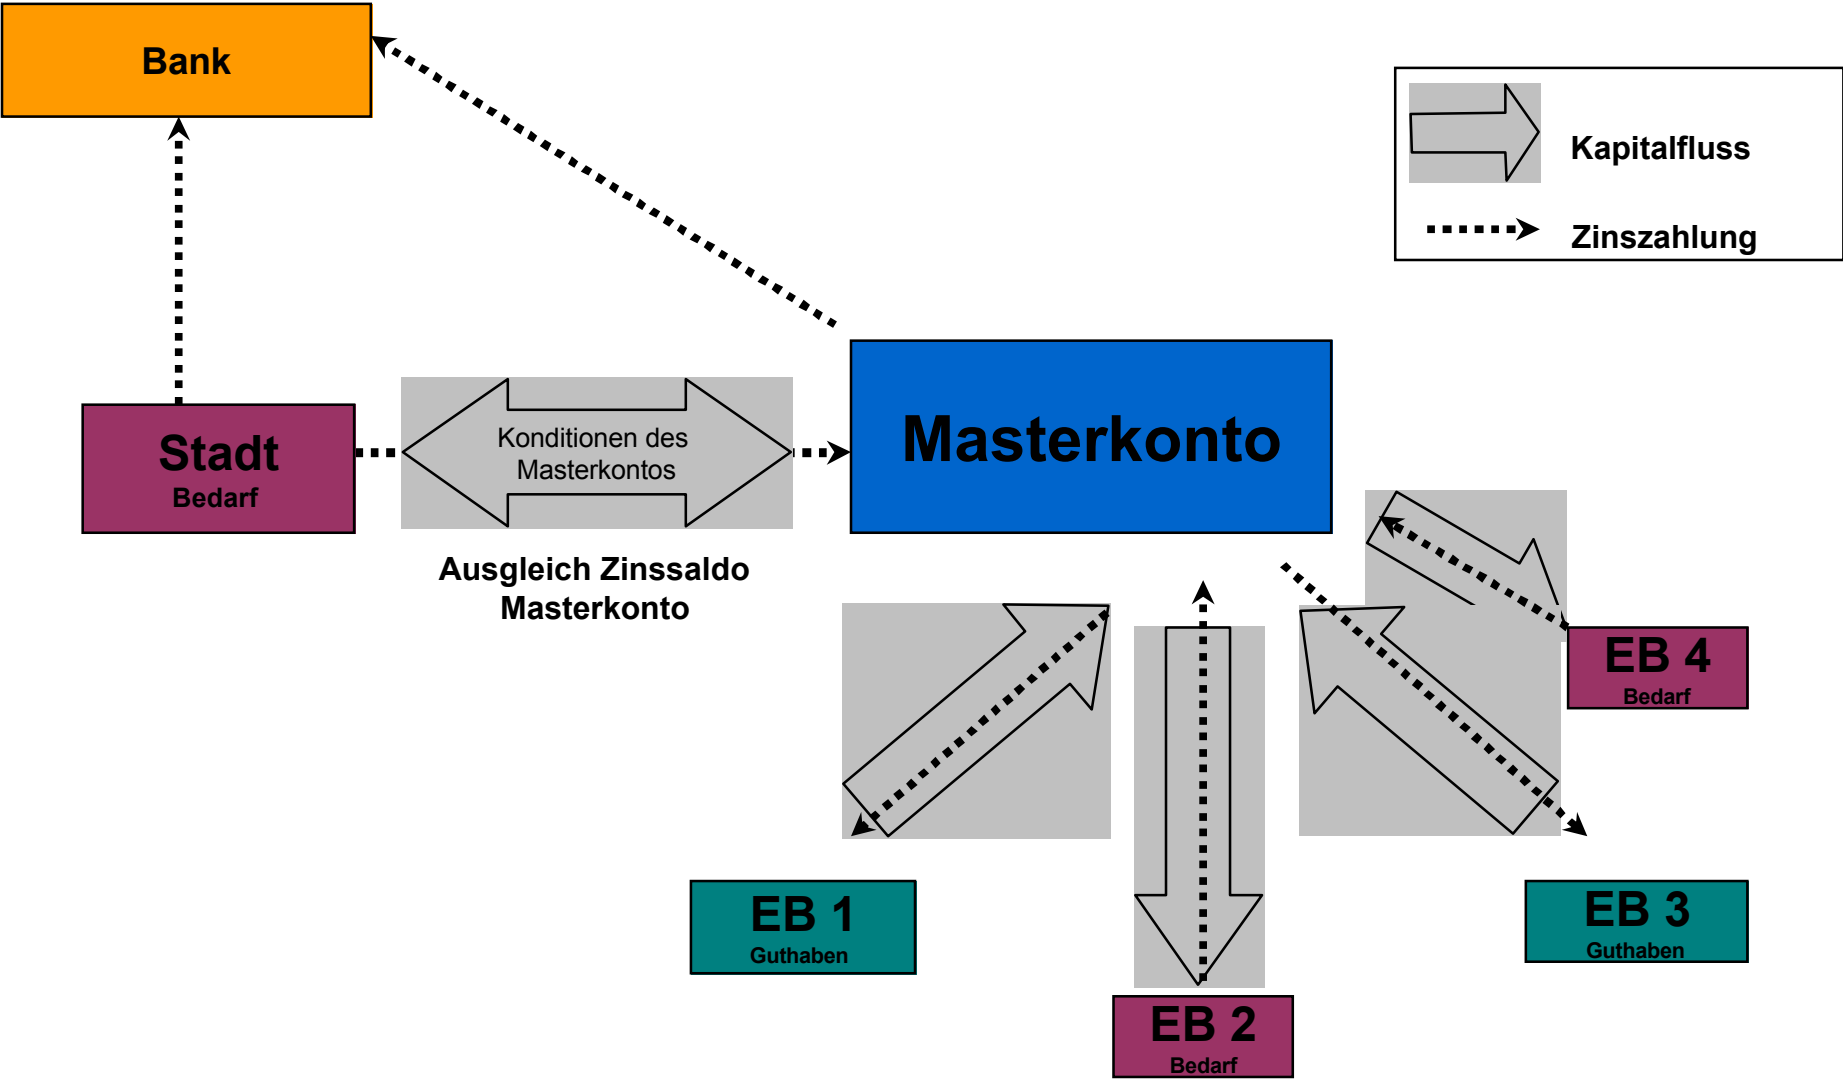 Bank
Kapitalfluss
Zinszahlung
Stadt
Bedarf
Konditionen des
Masterkontos
Masterkonto
Ausgleich Zinssaldo
Masterkonto
EB 4
Bedarf
EB 1
Guthaben
EB 3
Guthaben
EB 2
Bedarf